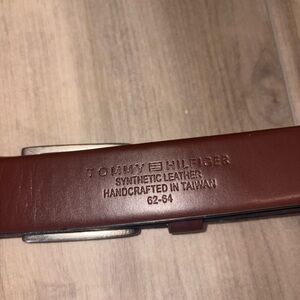 TOMMY HILFIGER
SYNTHETIC LEATHER
HANDCRAFTED IN TAIWAN
62-64